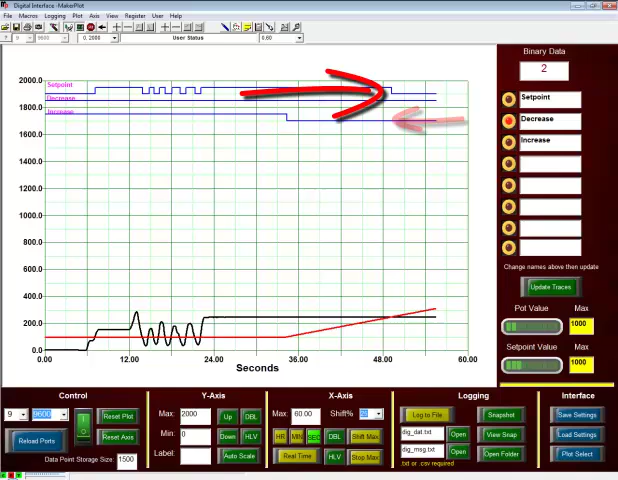 Digital Interface -MakerPlot
Macros Logging Plot Axis View Register User Help
9 9600 0, 2000 User Status 0.60
Binary Data
2
Setpoint
Decrease
Increase
Change names above then update
Update Traces
Pot Value Max
1000
Setpoint Value Max
1000
2000.0
1800.0
1600.0
1400.0
1200.0
1000.0
800.0
600.0
400.0
200.0
0.0
Setpoint
Decrease
Increase
0.00 12.00 24.00 36.00 48.00 60.00
Seconds
Control
9 9600
Reset Plot
Reload Ports
Reset Axis
Data Point Storage Size: 1500
Y-Axis
Max: 2000 Up DBL
Min: 0 Down HLV
Label: Auto Scale
X-Axis
Max: 60.00 Shift%
HR MIN SEC DBL Shift Max
Real Time HLV Stop Max
Logging
Log to File Snapshot
dig_dat.txt Open View Snap
dig_msg.txt Open Open Folder
.txt or .csv required
Interface
Save Settings
Load Settings
Plot Select